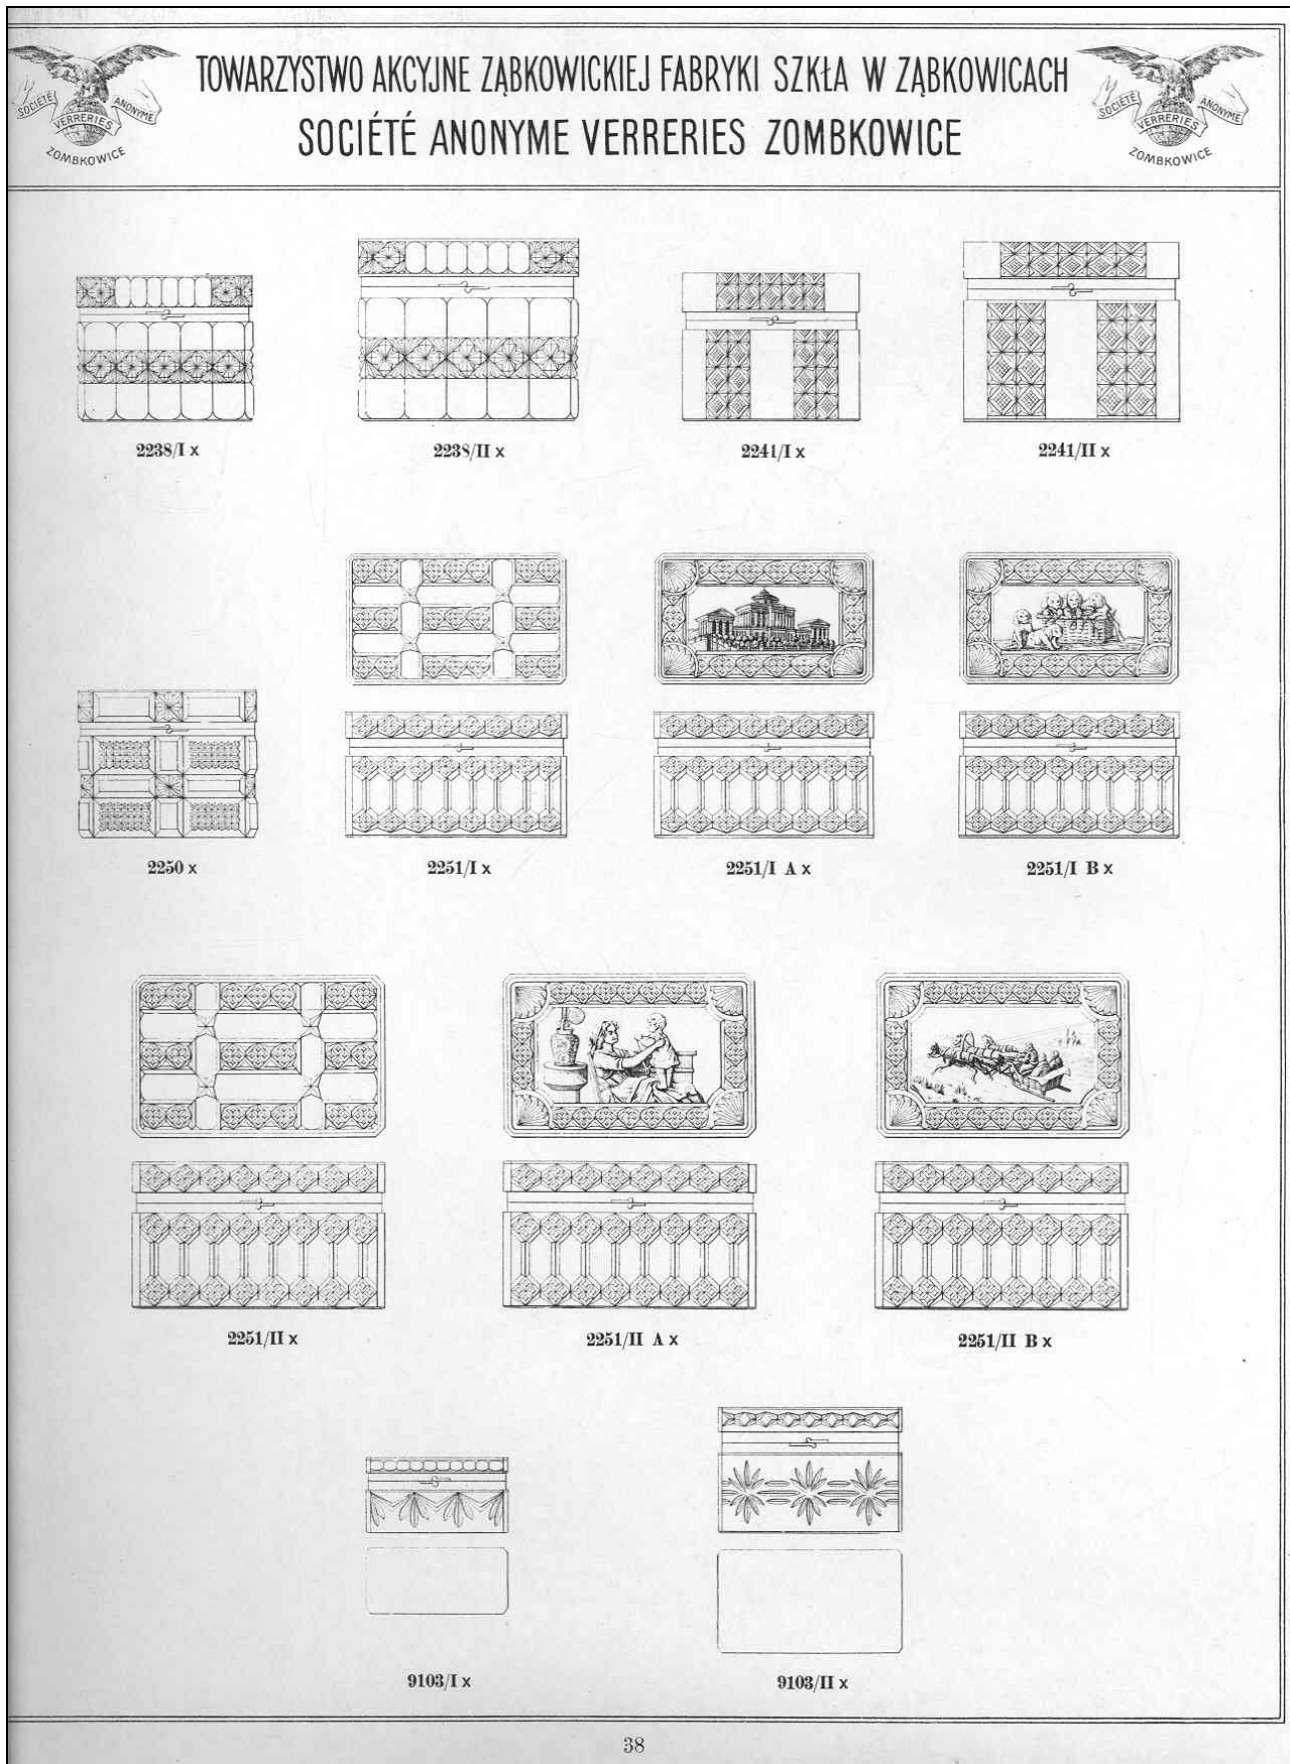 TOWARZYSTWO AKCYJNE ZĄBKOWICKIEJ FABRYKI SZKŁA W ZĄBKOWICACH
SOCIÉTÉ ANONYME VERRERIES ZOMBKOWICE
SOCIÉTÉ ANONYME
VERRERIES
ZOMBKOWICE
SOCIÉTÉ ANONYME
VERRERIES
ZOMBKOWICE
2238/I x 2238/II x 2241/I x 2241/II x
2250 x 2251/I x 2251/I A x 2251/I B x
2251/II x 2251/II A x 2251/II B x
9103/I x 9103/II x
38